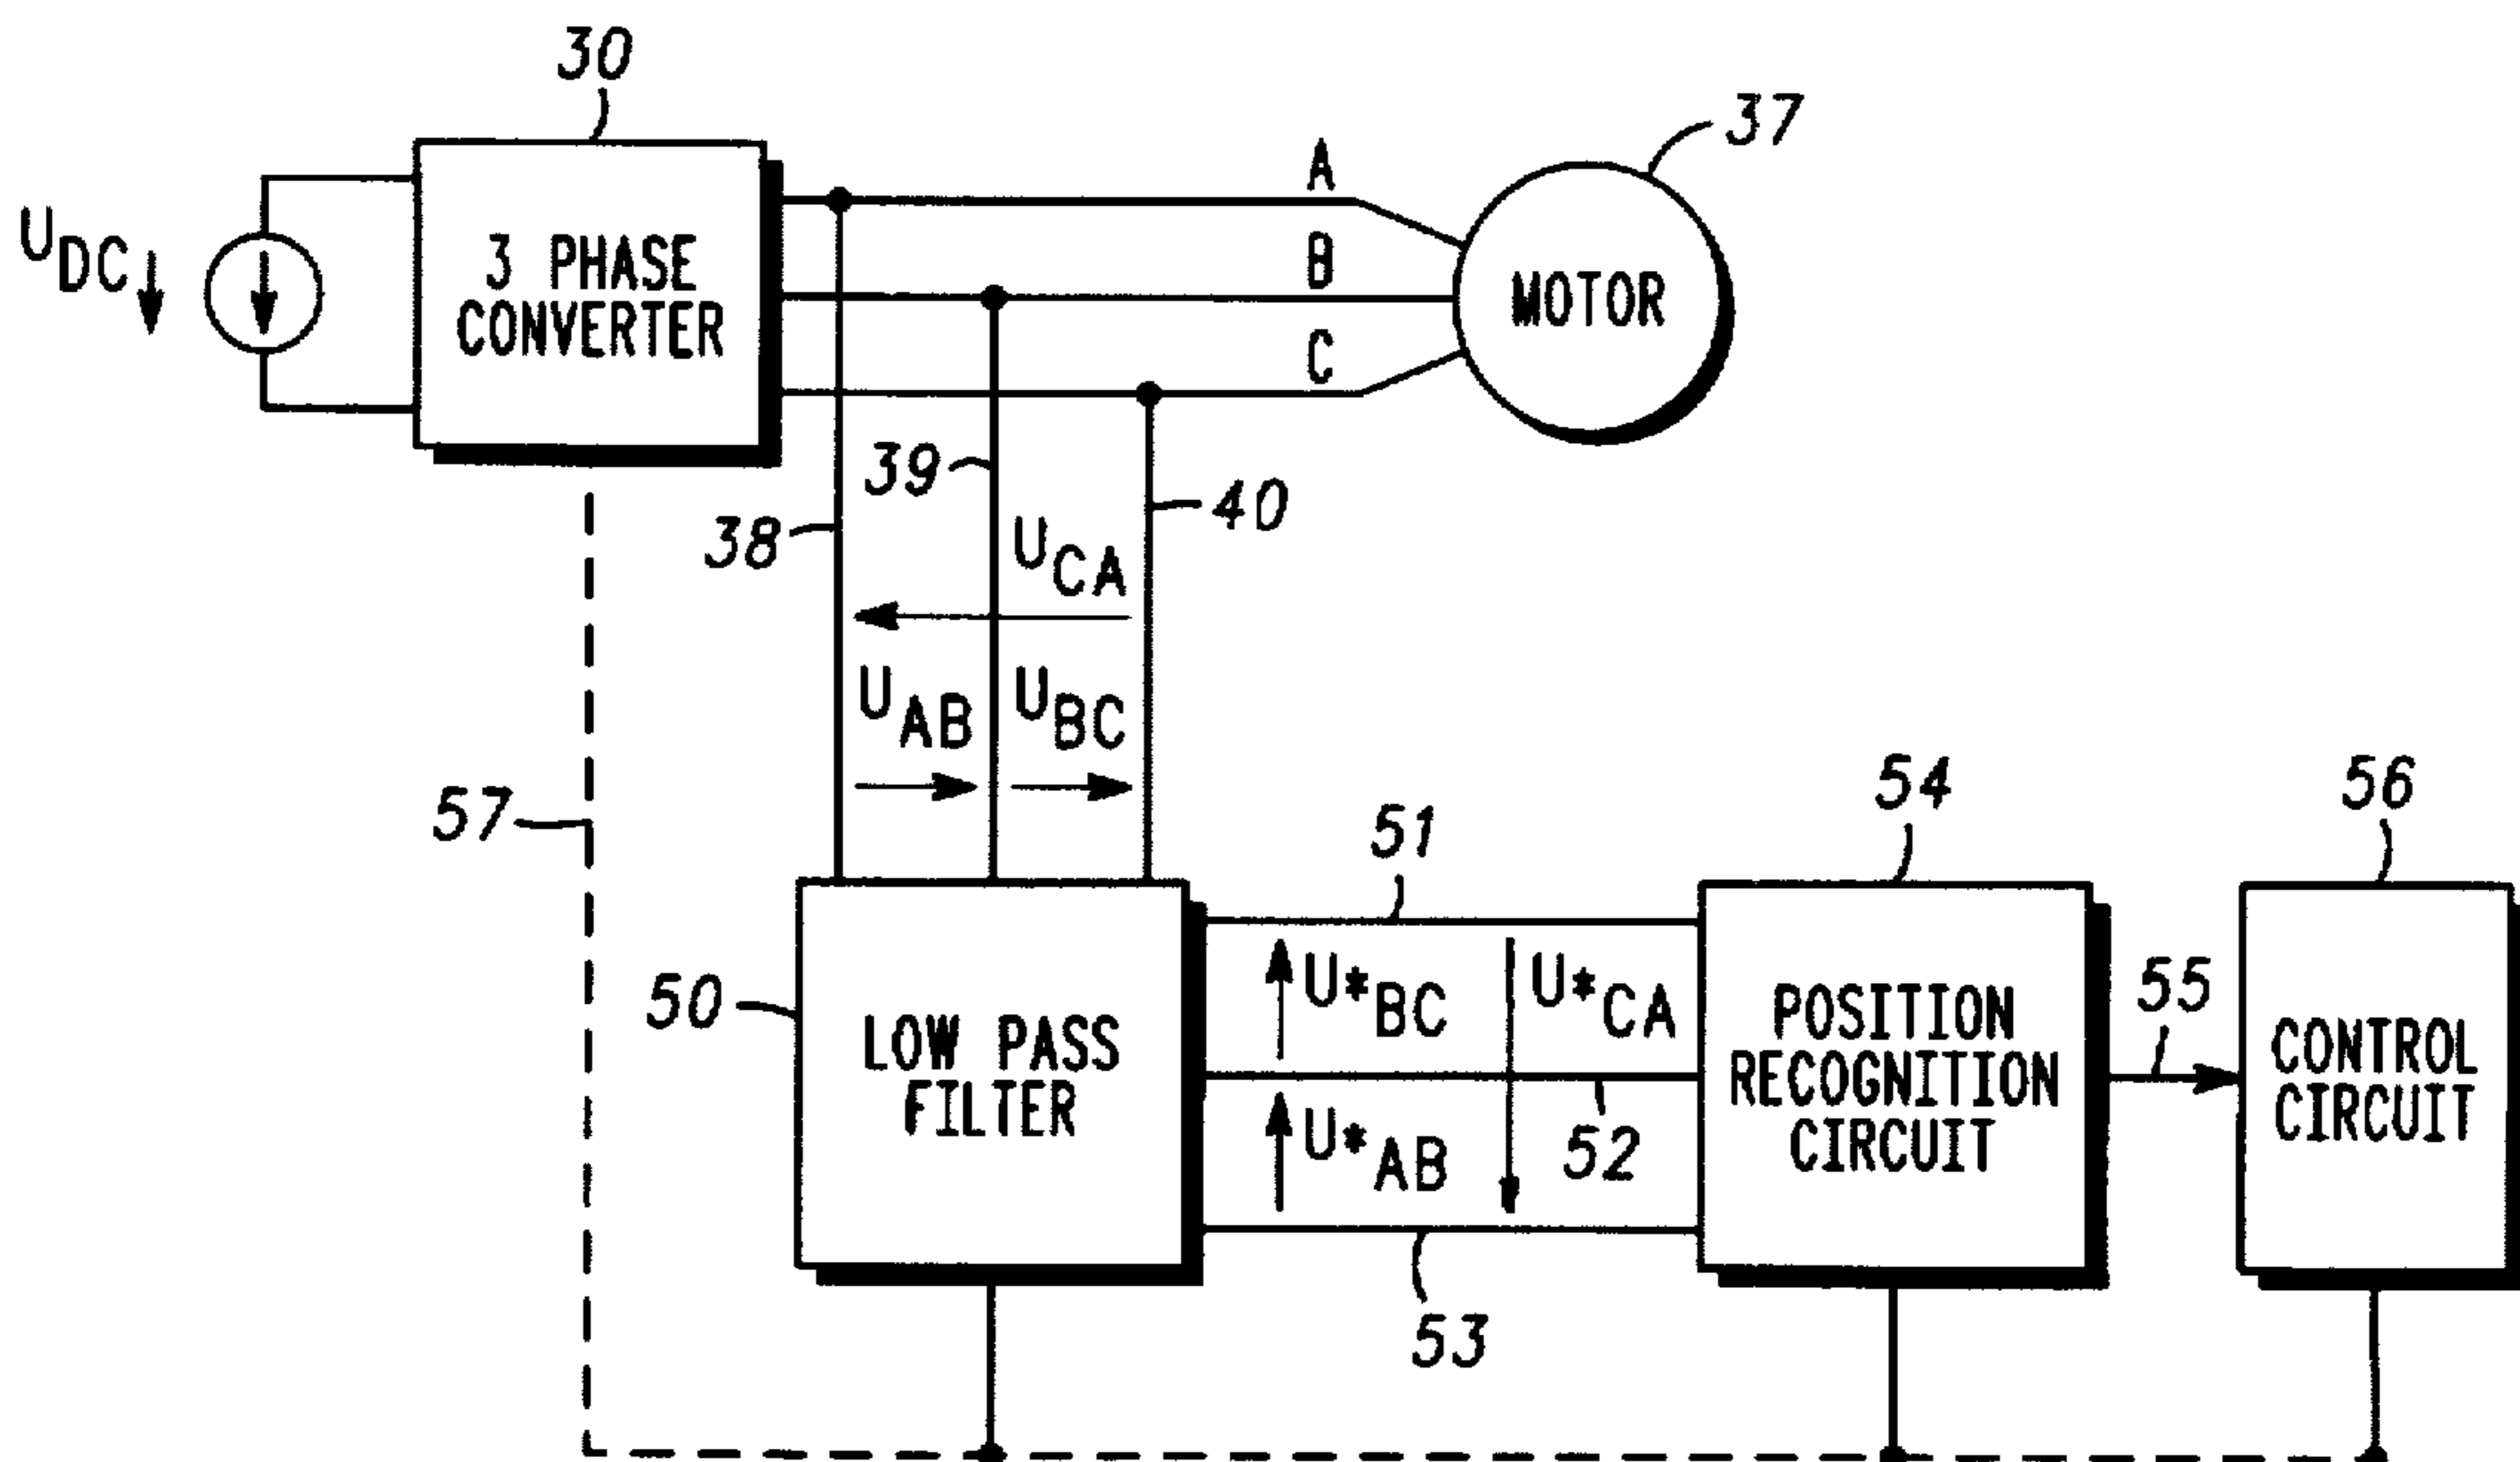 30
37
U DC
3 PHASE
CONVERTER
A
B
C
MOTOR
39
38
40
U CA
U AB
U BC
57
51
54
56
50
LOW PASS
FILTER
U* BC
U* CA
U* AB
52
53
POSITION
RECOGNITION
CIRCUIT
55
CONTROL
CIRCUIT